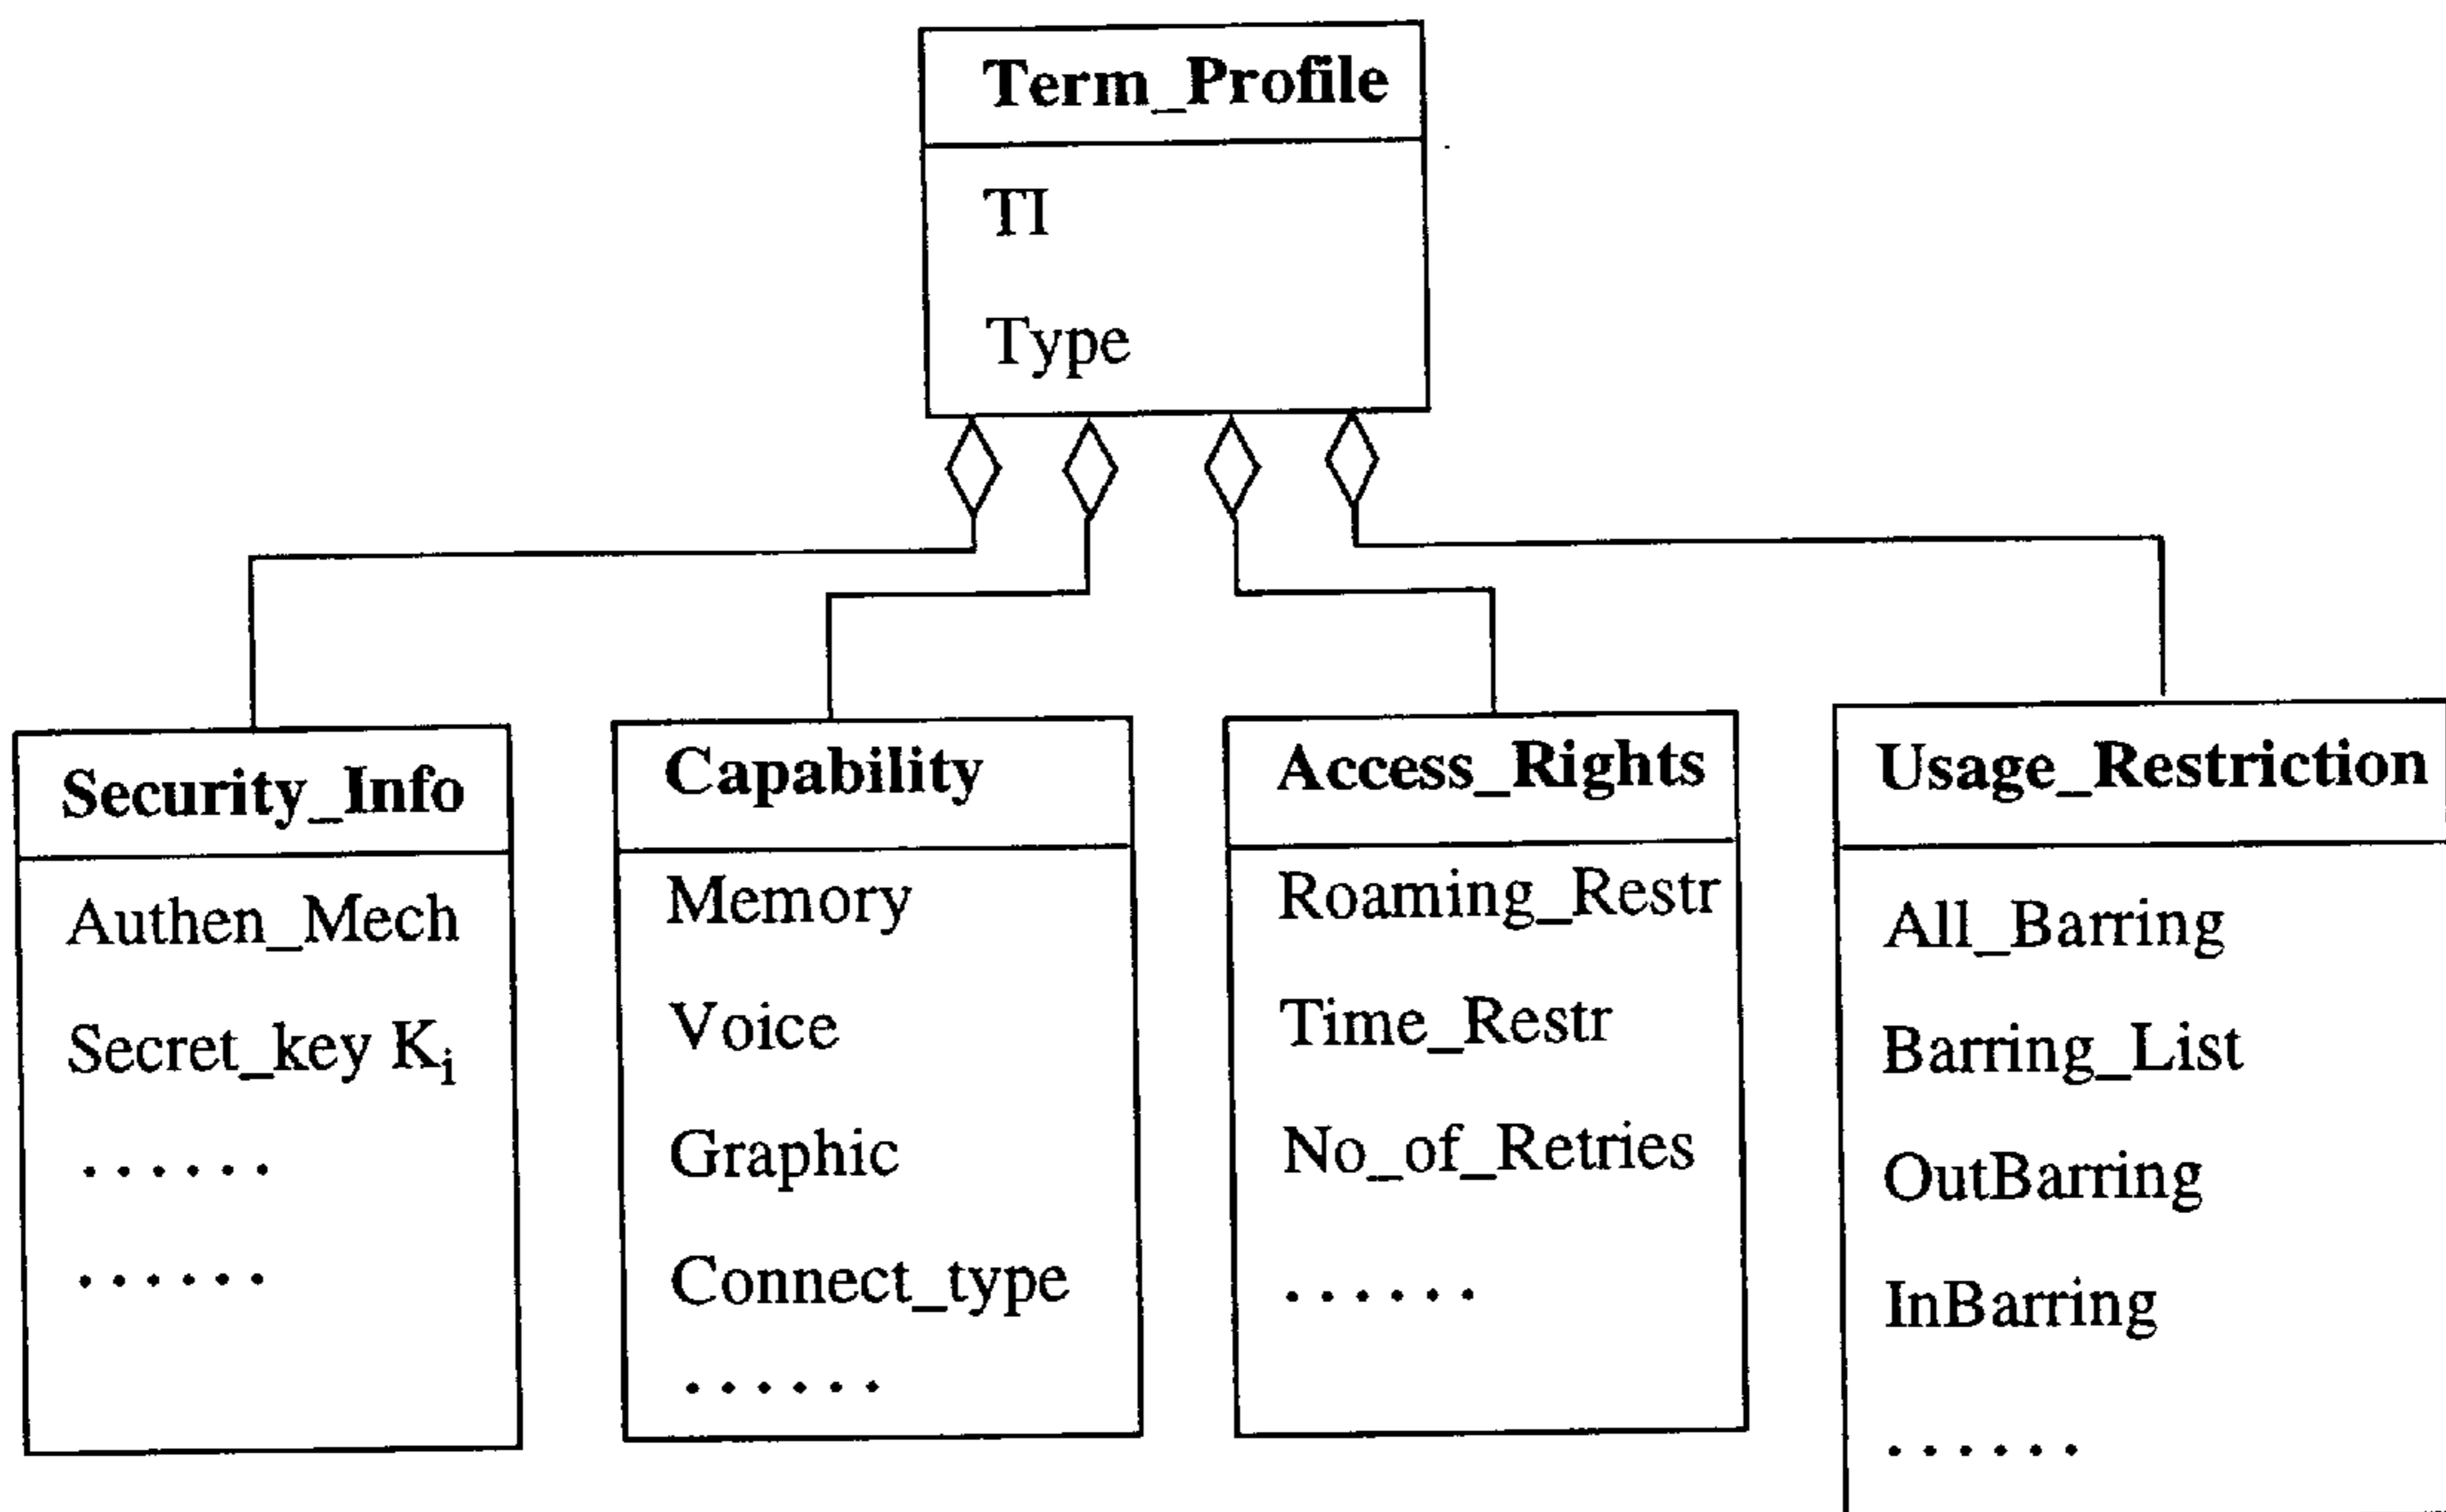 Term_Profile
TI
Type
Security_Info
Authen_Mech
Secret_key Ki
. . . . . .
. . . . . .
Capability
Memory
Voice
Graphic
Connect_type
. . . . . .
Access_Rights
Roaming_Restr
Time_Restr
No_of_Retries
. . . . . .
Usage_Restriction
All_Barring
Barring_List
OutBarring
InBarring
. . . . . .